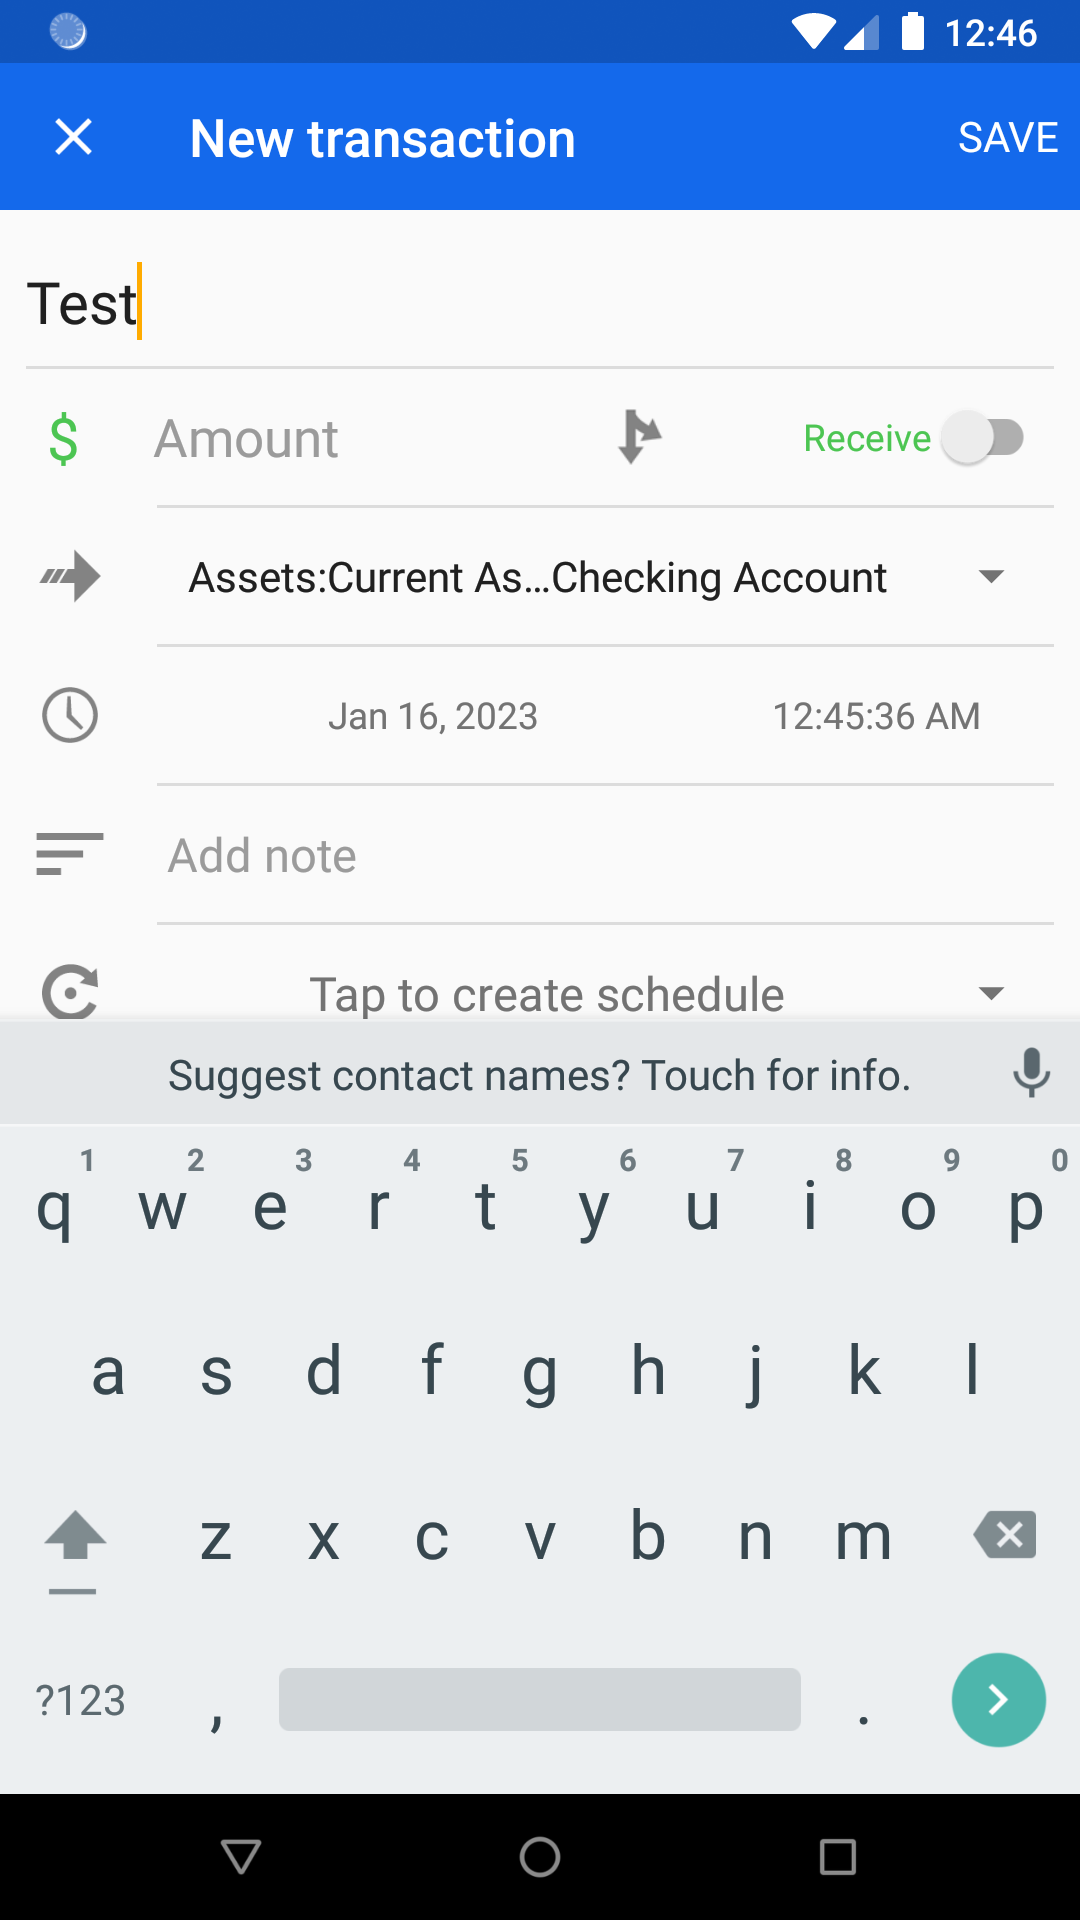 12:46
New transaction
SAVE
Test
$ Amount Receive
Assets:Current As...Checking Account
Jan 16, 2023 12:45:36 AM
Add note
Tap to create schedule
Suggest contact names? Touch for info.
1 2 3 4 5 6 7 8 9 0
q w e r t y u i o p
a s d f g h j k l
z x c v b n m
?123 , .